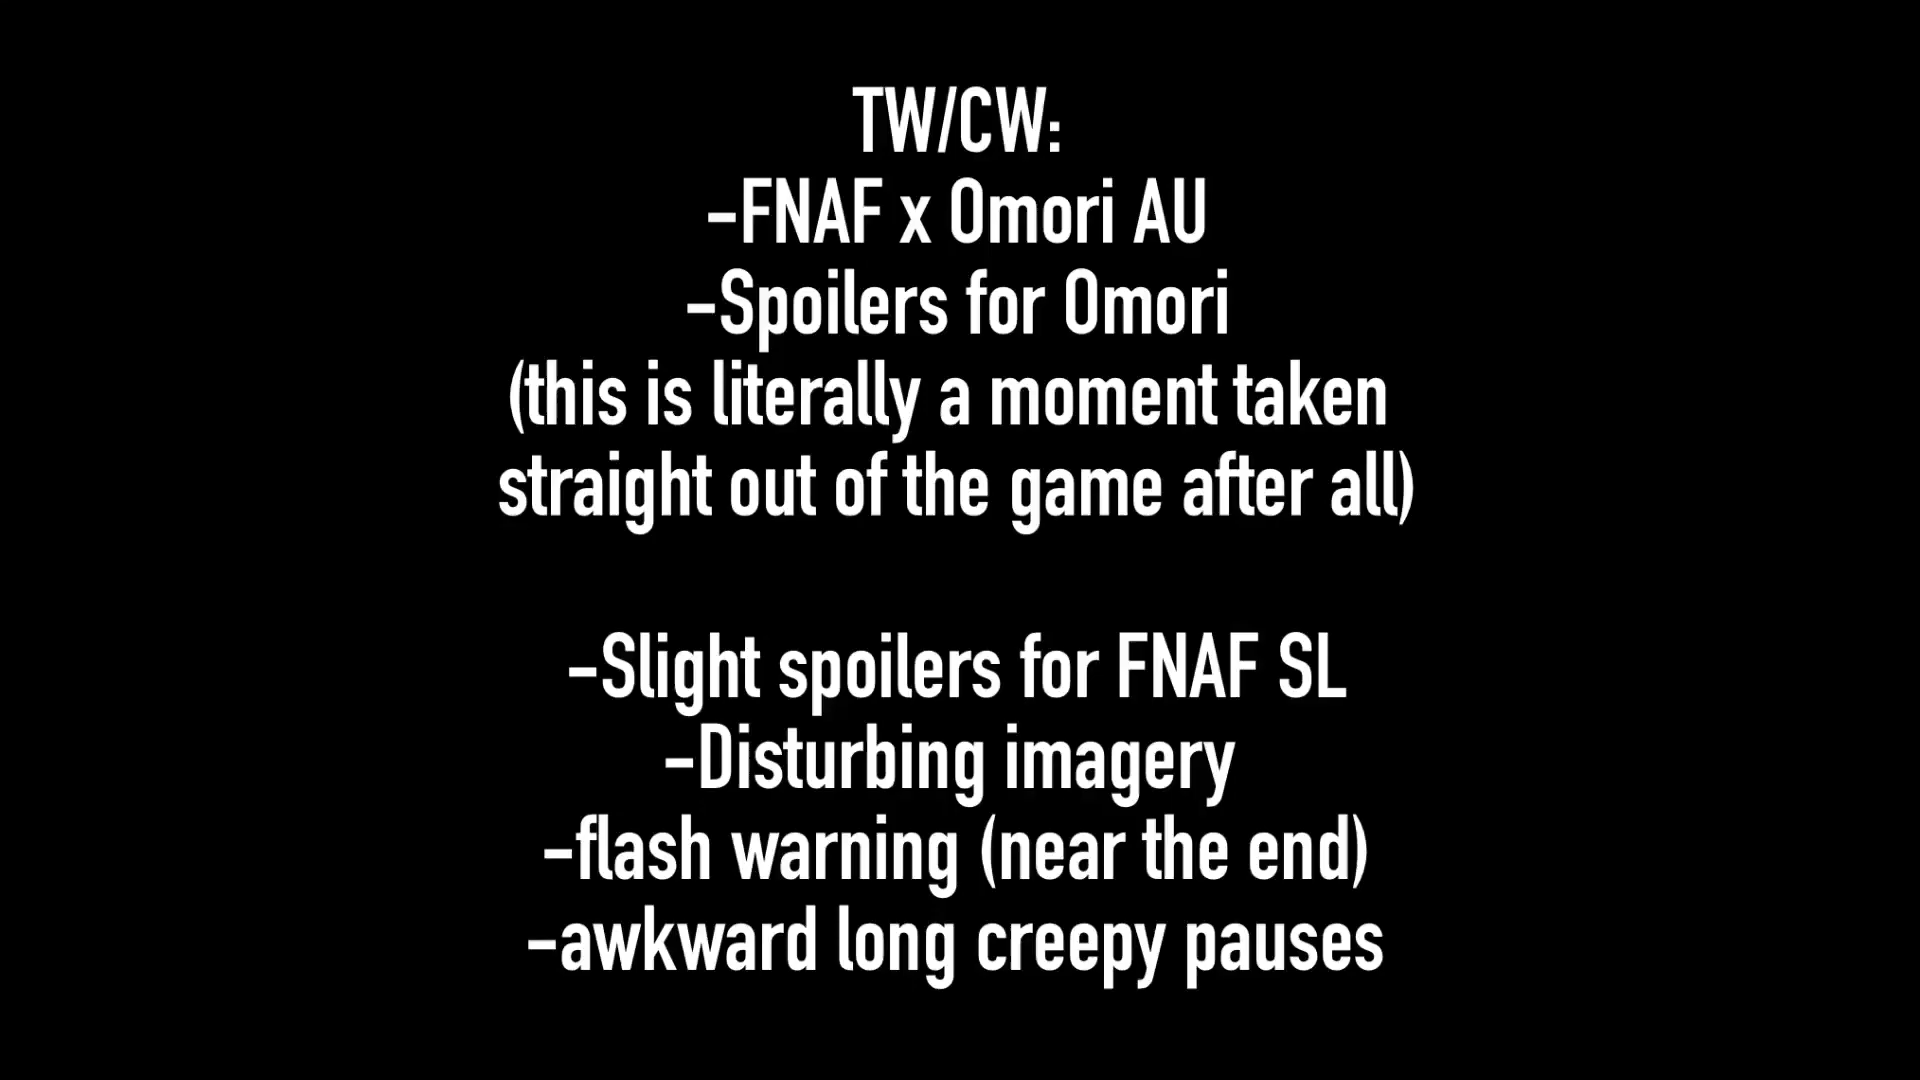 TW/CW:
-FNAF x Omori AU
-Spoilers for Omori
(this is literally a moment taken
straight out of the game after all)
-Slight spoilers for FNAF SL
-Disturbing imagery
-flash warning (near the end)
-awkward long creepy pauses